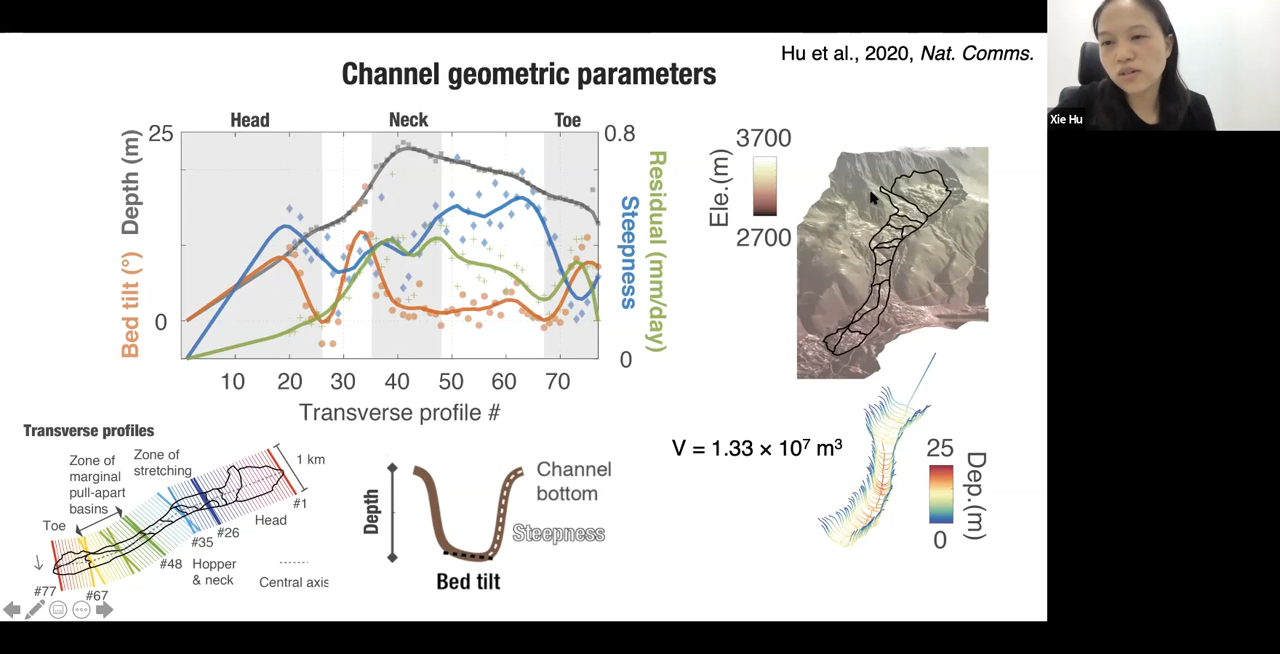 Hu et al., 2020, Nat. Comms.
Channel geometric parameters
Head
Neck
Toe
25
0
Depth (m)
Bed tilt (°)
0.8
0
Steepness
Residual (mm/day)
10 20 30 40 50 60 70
Transverse profile #
3700
2700
Ele.(m)
Xie Hu
Transverse profiles
Zone of
marginal
pull-apart
basins
Zone of
stretching
1 km
#1
Head
#26
#35
Hopper
& neck
#48
Toe
#77
#67
Central axis
Depth
Channel
bottom
Steepness
Bed tilt
V = 1.33 × 10⁷ m³
25
0
Dep.(m)